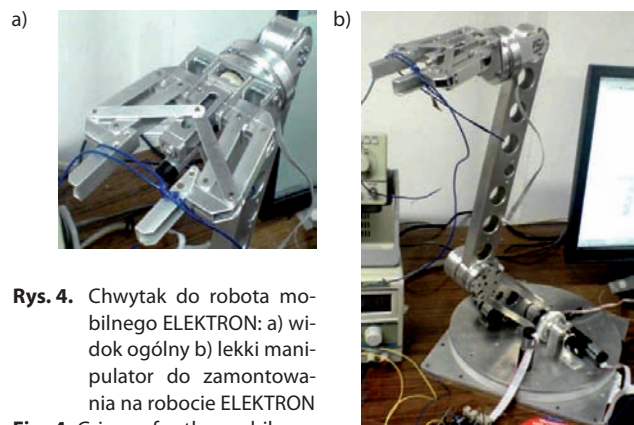 a)
b)
Rys. 4. Chwytak do robota mo-
bilnego ELEKTRON: a) wi-
dok ogólny b) lekki mani-
pulator do zamontowa-
nia na robocie ELEKTRON